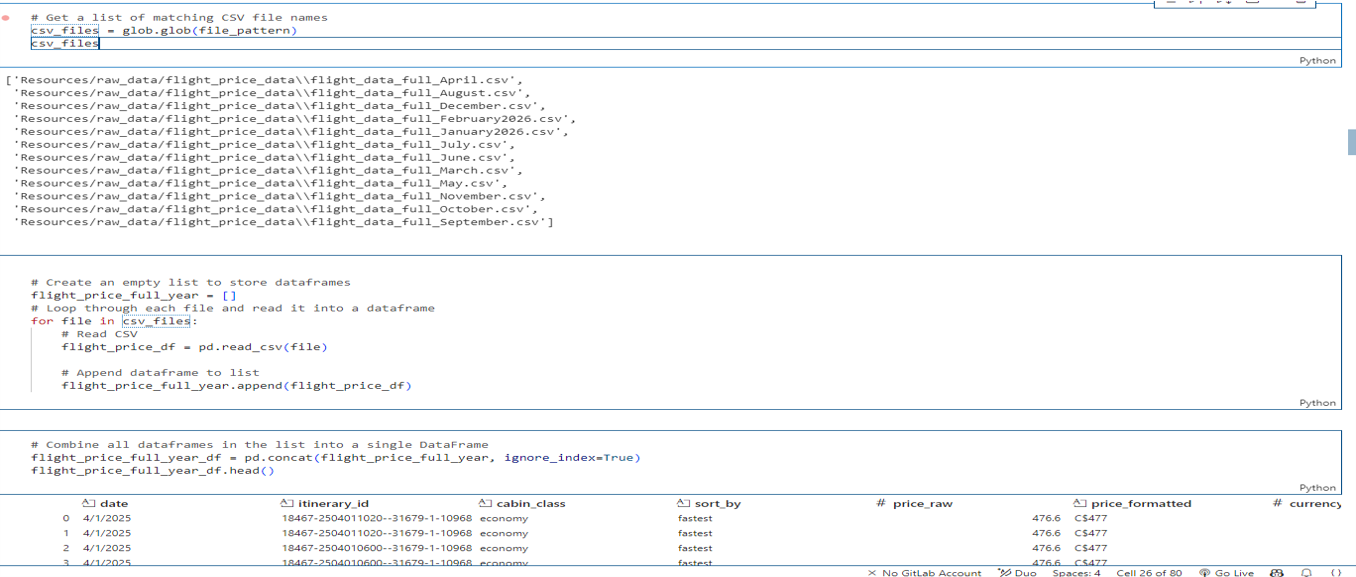 # Get a list of matching CSV file names
csv_files = glob.glob(file_pattern)
csv_files
Python
['Resources/raw_data/flight_price_data\\flight_data_full_April.csv',
'Resources/raw_data/flight_price_data\\flight_data_full_August.csv',
'Resources/raw_data/flight_price_data\\flight_data_full_December.csv',
'Resources/raw_data/flight_price_data\\flight_data_full_February2026.csv',
'Resources/raw_data/flight_price_data\\flight_data_full_January2026.csv',
'Resources/raw_data/flight_price_data\\flight_data_full_July.csv',
'Resources/raw_data/flight_price_data\\flight_data_full_June.csv',
'Resources/raw_data/flight_price_data\\flight_data_full_March.csv',
'Resources/raw_data/flight_price_data\\flight_data_full_May.csv',
'Resources/raw_data/flight_price_data\\flight_data_full_November.csv',
'Resources/raw_data/flight_price_data\\flight_data_full_October.csv',
'Resources/raw_data/flight_price_data\\flight_data_full_September.csv']
# Create an empty list to store dataframes
flight_price_full_year = []
# Loop through each file and read it into a dataframe
for file in csv_files:
# Read CSV
flight_price_df = pd.read_csv(file)
# Append dataframe to list
flight_price_full_year.append(flight_price_df)
Python
# Combine all dataframes in the list into a single DataFrame
flight_price_full_year_df = pd.concat(flight_price_full_year, ignore_index=True)
flight_price_full_year_df.head()
Python
date itinerary_id cabin_class sort_by # price_raw price_formatted # currency
0 4/1/2025 18467-2504011020--31679-1-10968 economy fastest 476.6 C$477
1 4/1/2025 18467-2504011020--31679-1-10968 economy fastest 476.6 C$477
2 4/1/2025 18467-2504010600--31679-1-10968 economy fastest 476.6 C$477
3 4/1/2025 18467-2504010600--31679-1-10968 economy fastest 476.6 C$477
No GitLab Account Duo Spaces: 4 Cell 26 of 80 Go Live